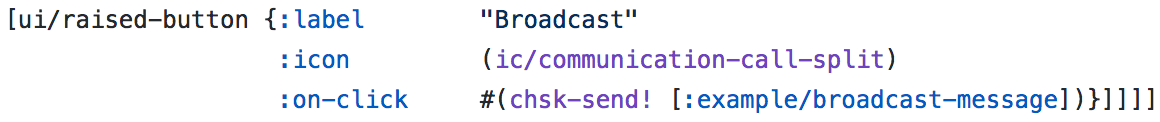 [ui/raised-button {:label "Broadcast"
:icon (ic/communication-call-split)
:on-click #(chsk-send! [:example/broadcast-message])}]]]]